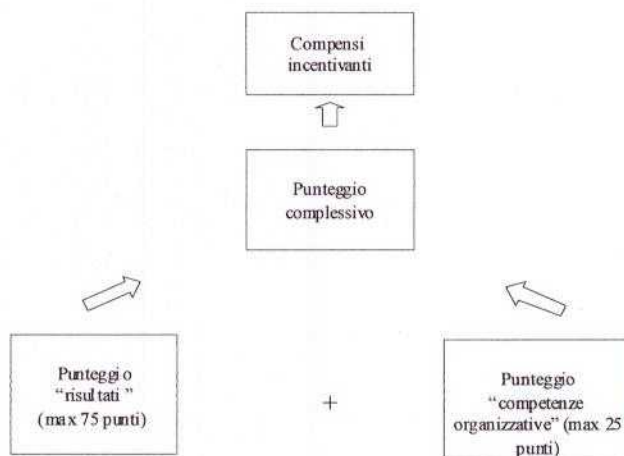 Compensi
incentivanti
Punteggio
complessivo
Punteggio
"risultati"
(max 75 punti)
+
Punteggio
"competenze
organizzative" (max 25
punti)